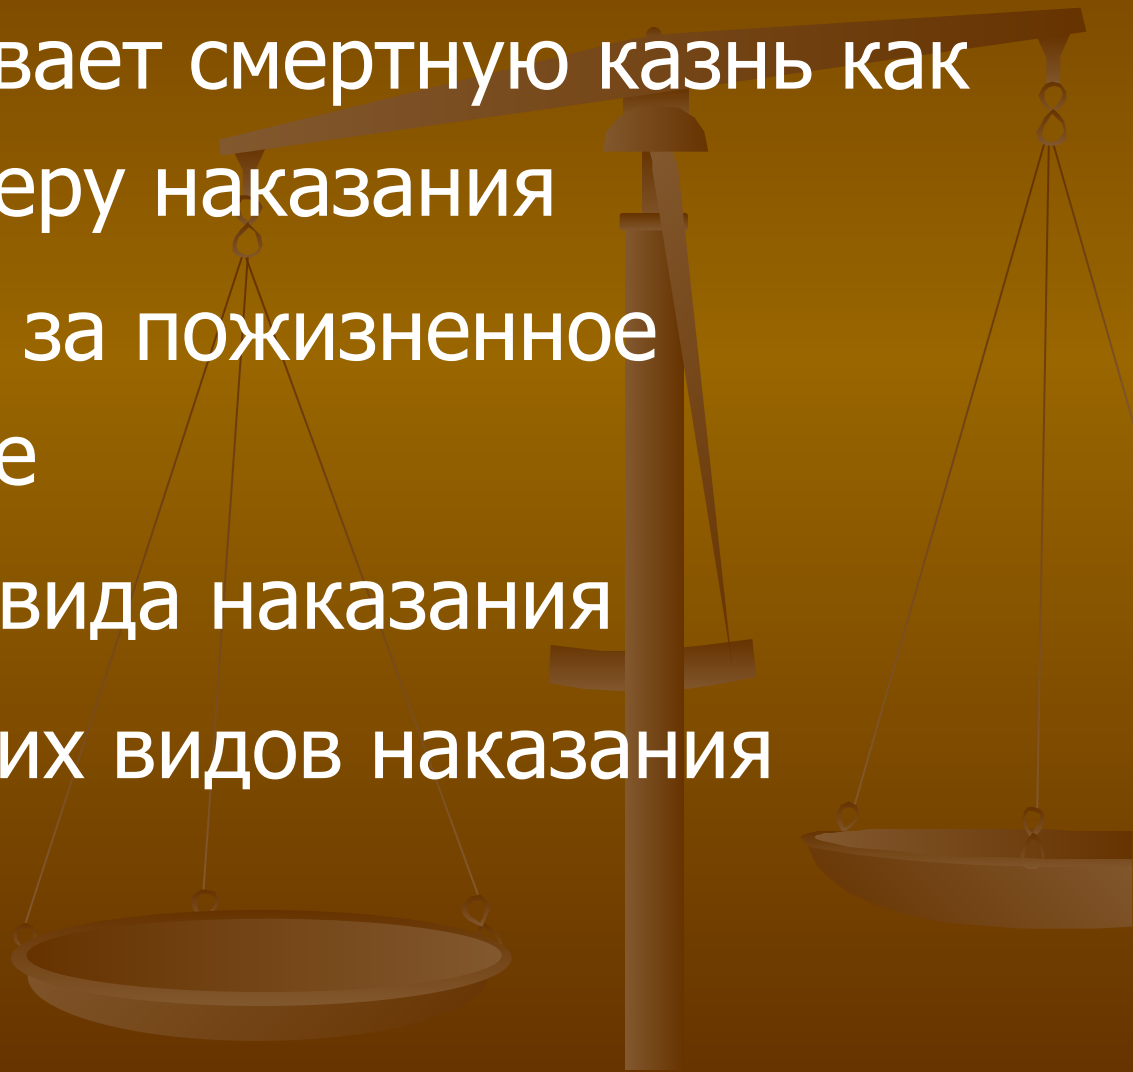 вает смертную казнь как
еру наказания
за пожизненное
е
вида наказания
их видов наказания